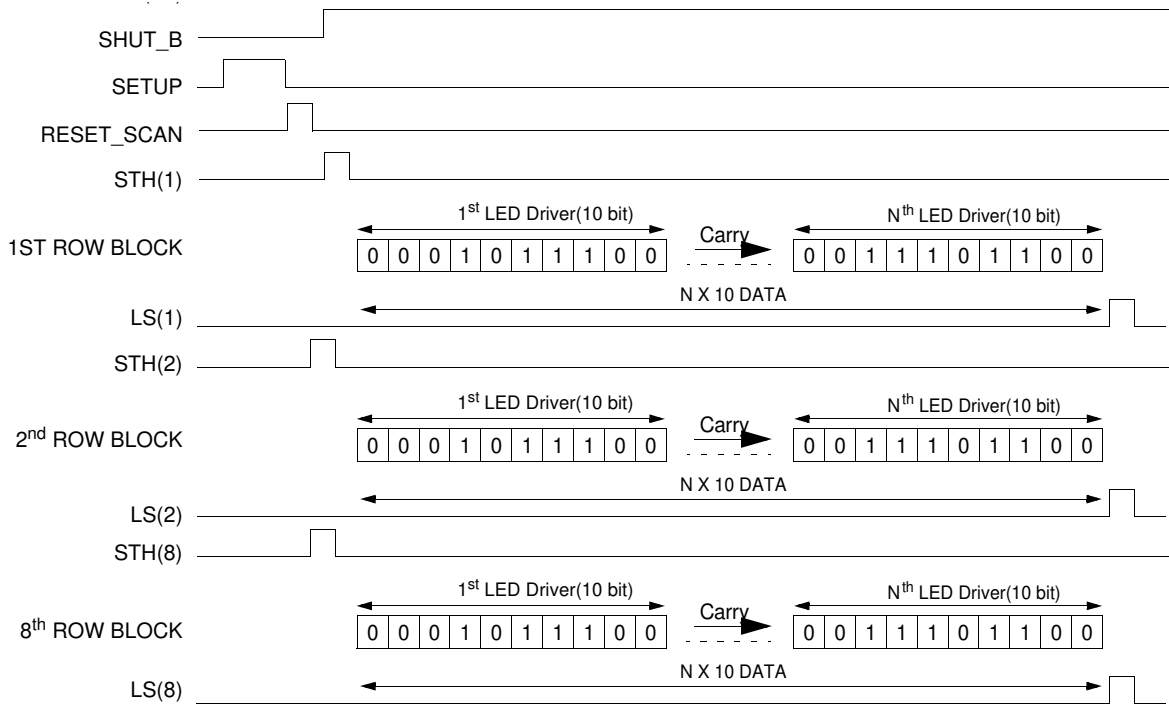 SHUT_B
SETUP
RESET_SCAN
STH(1)
1st LED Driver(10 bit) Nth LED Driver(10 bit)
1ST ROW BLOCK 0 0 0 1 0 1 1 1 0 0 Carry 0 0 1 1 1 0 1 1 0 0
N X 10 DATA
LS(1)
STH(2)
1st LED Driver(10 bit) Nth LED Driver(10 bit)
2nd ROW BLOCK 0 0 0 1 0 1 1 1 0 0 Carry 0 0 1 1 1 0 1 1 0 0
N X 10 DATA
LS(2)
STH(8)
1st LED Driver(10 bit) Nth LED Driver(10 bit)
8th ROW BLOCK 0 0 0 1 0 1 1 1 0 0 Carry 0 0 1 1 1 0 1 1 0 0
N X 10 DATA
LS(8)